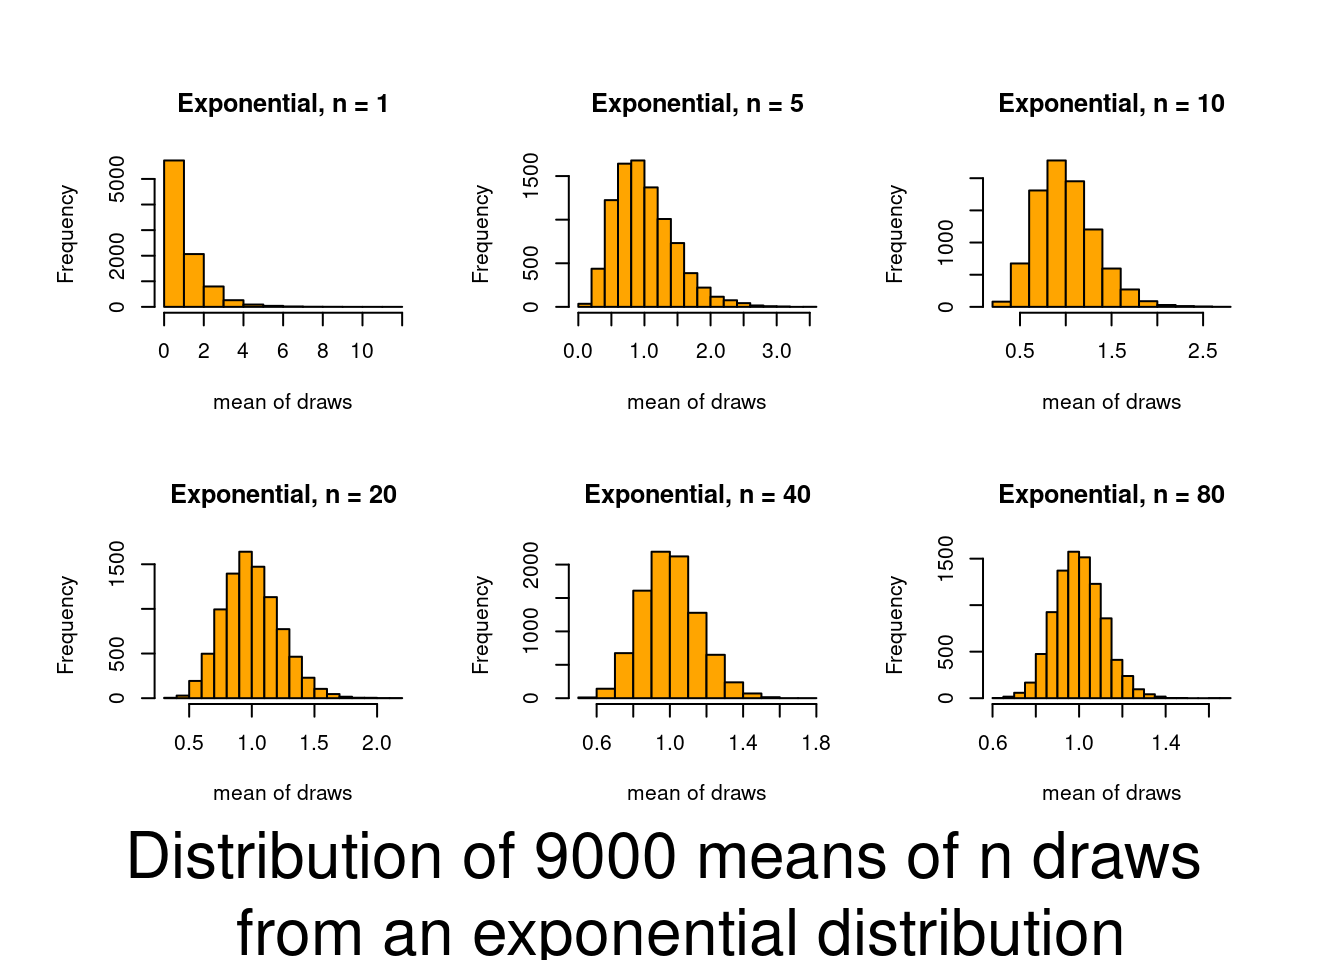 Exponential, n = 1
Frequency
0 2000 5000
0 2 4 6 8 10
mean of draws
Exponential, n = 5
Frequency
0 500 1500
0.0 1.0 2.0 3.0
mean of draws
Exponential, n = 10
Frequency
0 1000
0.5 1.5 2.5
mean of draws
Exponential, n = 20
Frequency
0 500 1500
0.5 1.0 1.5 2.0
mean of draws
Exponential, n = 40
Frequency
0 1000 2000
0.6 1.0 1.4 1.8
mean of draws
Exponential, n = 80
Frequency
0 500 1500
0.6 1.0 1.4
mean of draws
Distribution of 9000 means of n draws
from an exponential distribution